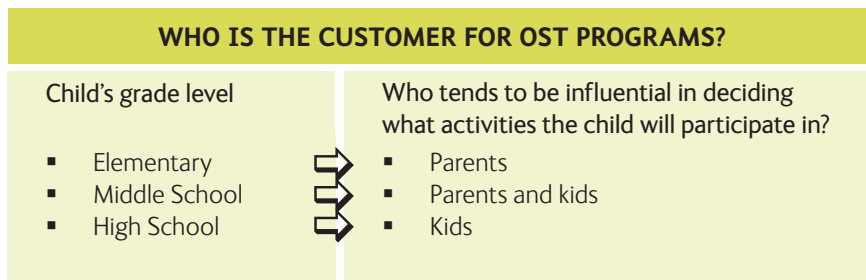 WHO IS THE CUSTOMER FOR OST PROGRAMS?
Child’s grade level
▪ Elementary
▪ Middle School
▪ High School
Who tends to be influential in deciding
what activities the child will participate in?
▪ Parents
▪ Parents and kids
▪ Kids